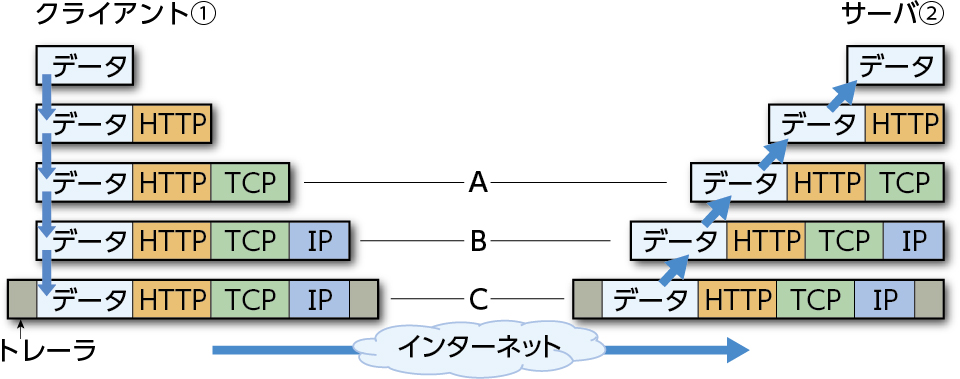 クライアント① サーバ②
データ データ
データ HTTP データ HTTP
データ HTTP TCP A データ HTTP TCP
データ HTTP TCP IP B データ HTTP TCP IP
データ HTTP TCP IP C データ HTTP TCP IP
トレーラ インターネット